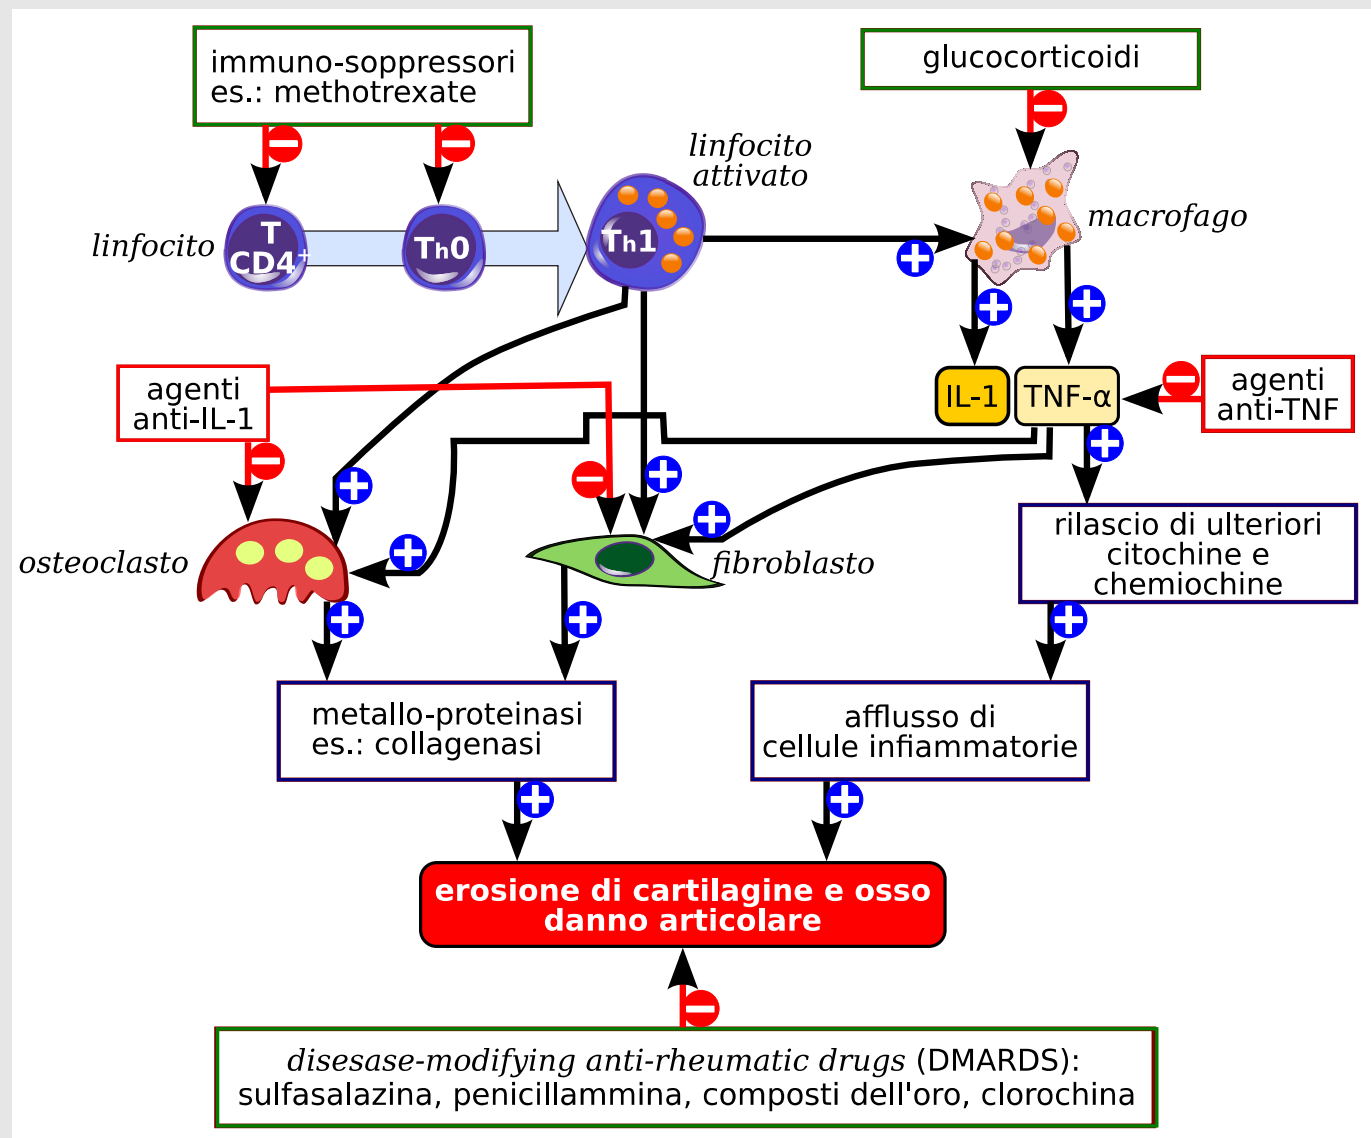 immuno-soppressori
es.: methotrexate
glucocorticoidi
linfocito
attivato
macrofago
linfocito
T
CD4+
Th0
Th1
IL-1
TNF-α
agenti
anti-TNF
agenti
anti-IL-1
osteoclasto
fibroblasto
rilascio di ulteriori
citochine e
chemiochine
metallo-proteinasi
es.: collagenasi
afflusso di
cellule infiammatorie
erosione di cartilagine e osso
danno articolare
disesase-modifying anti-rheumatic drugs (DMARDS):
sulfasalazina, penicillammina, composti dell'oro, clorochina